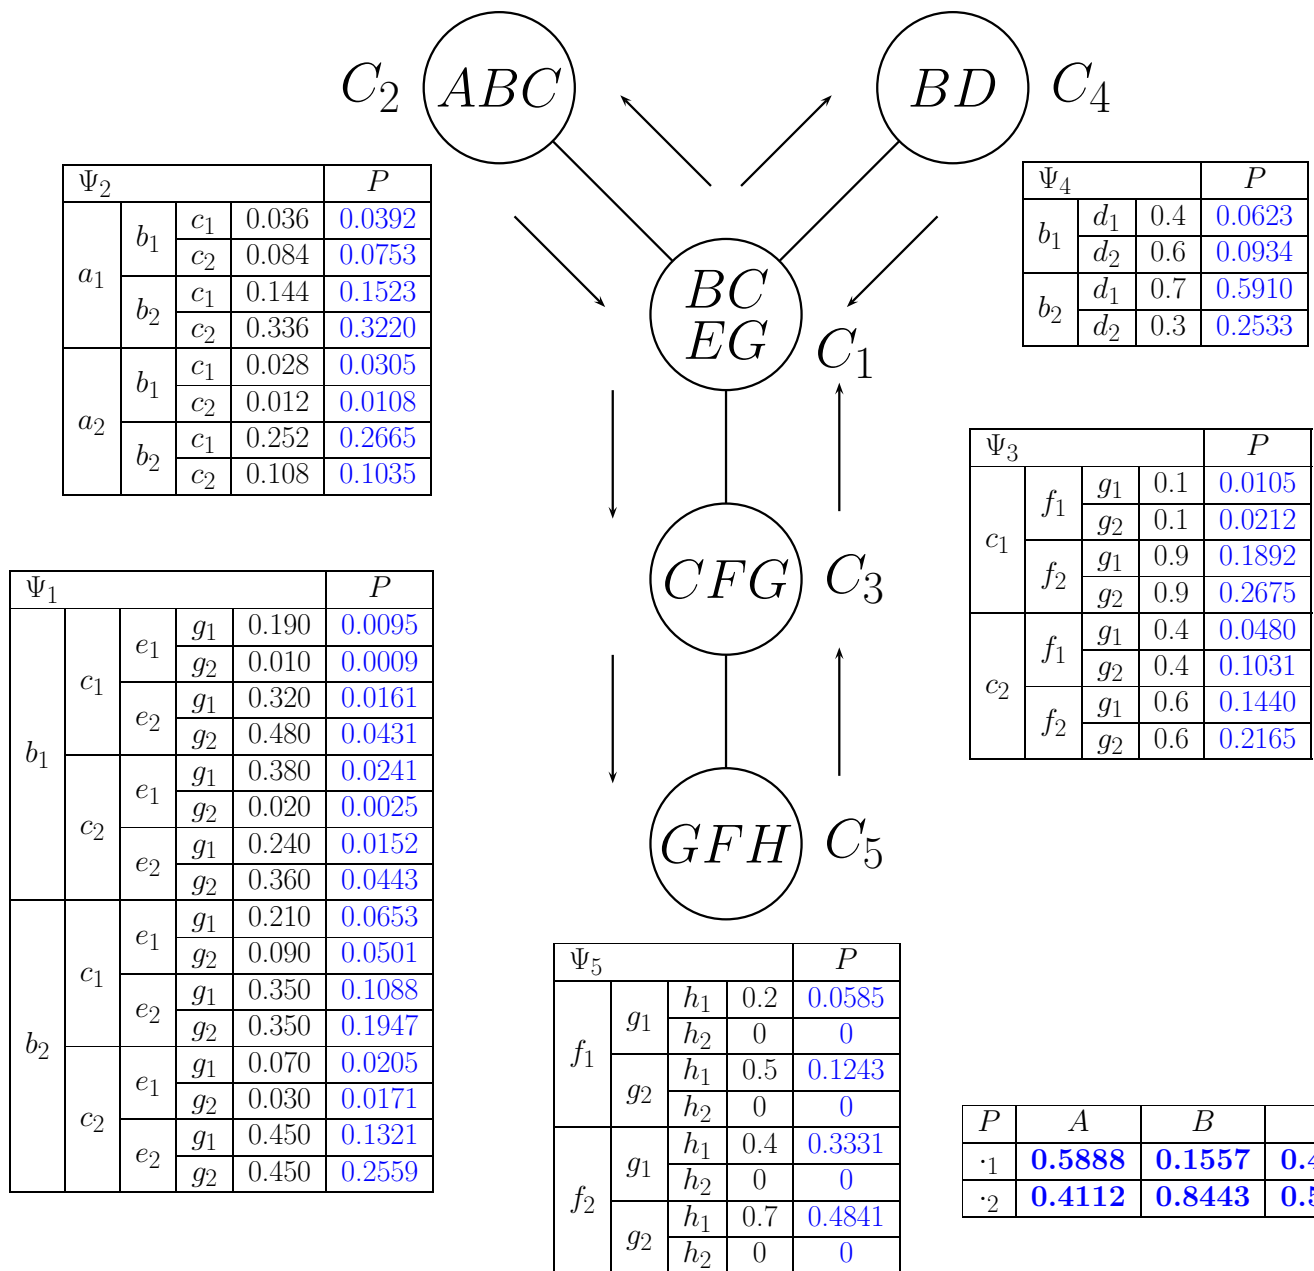 C2 ABC BD C4
Ψ2 P
a1 b1 c1 0.036 0.0392
c2 0.084 0.0753
b2 c1 0.144 0.1523
c2 0.336 0.3220
a2 b1 c1 0.028 0.0305
c2 0.012 0.0108
b2 c1 0.252 0.2665
c2 0.108 0.1035
Ψ4 P
b1 d1 0.4 0.0623
d2 0.6 0.0934
b2 d1 0.7 0.5910
d2 0.3 0.2533
BC
EG
C1
Ψ3 P
c1 f1 g1 0.1 0.0105
g2 0.1 0.0212
f2 g1 0.9 0.1892
g2 0.9 0.2675
c2 f1 g1 0.4 0.0480
g2 0.4 0.1031
f2 g1 0.6 0.1440
g2 0.6 0.2165
CFG C3
Ψ1 P
b1 c1 e1 g1 0.190 0.0095
g2 0.010 0.0009
e2 g1 0.320 0.0161
g2 0.480 0.0431
c2 e1 g1 0.380 0.0241
g2 0.020 0.0025
e2 g1 0.240 0.0152
g2 0.360 0.0443
b2 c1 e1 g1 0.210 0.0653
g2 0.090 0.0501
e2 g1 0.350 0.1088
g2 0.350 0.1947
c2 e1 g1 0.070 0.0205
g2 0.030 0.0171
e2 g1 0.450 0.1321
g2 0.450 0.2559
GFH C5
Ψ5 P
f1 g1 h1 0.2 0.0585
h2 0 0
g2 h1 0.5 0.1243
h2 0 0
f2 g1 h1 0.4 0.3331
h2 0 0
g2 h1 0.7 0.4841
h2 0 0
P A B
·1 0.5888 0.1557
·2 0.4112 0.8443